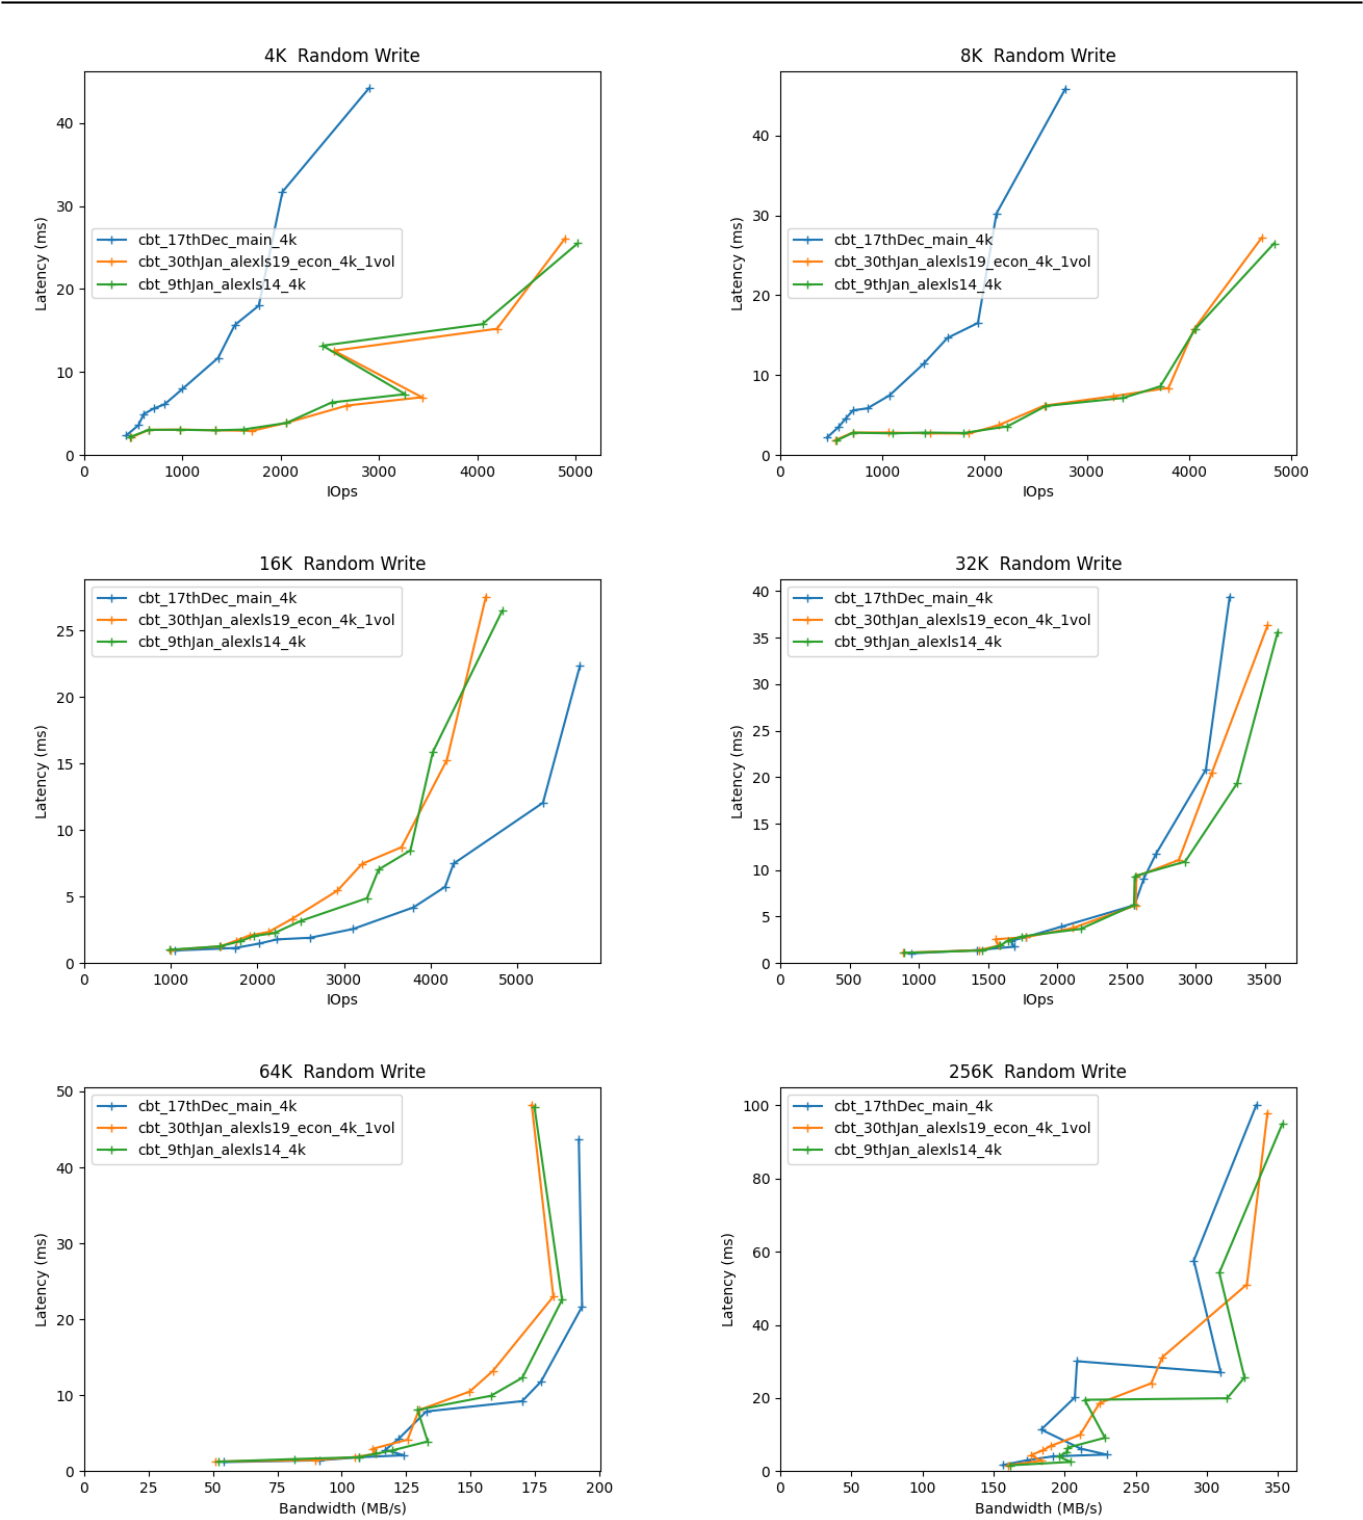 4K  Random Write
Latency (ms)
40
30
20
10
0
cbt_17thDec_main_4k
cbt_30thJan_alexls19_econ_4k_1vol
cbt_9thJan_alexls14_4k
0 1000 2000 3000 4000 5000
IOps
8K  Random Write
Latency (ms)
40
30
20
10
0
cbt_17thDec_main_4k
cbt_30thJan_alexls19_econ_4k_1vol
cbt_9thJan_alexls14_4k
0 1000 2000 3000 4000 5000
IOps
16K  Random Write
Latency (ms)
25
20
15
10
5
0
cbt_17thDec_main_4k
cbt_30thJan_alexls19_econ_4k_1vol
cbt_9thJan_alexls14_4k
0 1000 2000 3000 4000 5000
IOps
32K  Random Write
Latency (ms)
40
35
30
25
20
15
10
5
0
cbt_17thDec_main_4k
cbt_30thJan_alexls19_econ_4k_1vol
cbt_9thJan_alexls14_4k
0 500 1000 1500 2000 2500 3000 3500
IOps
64K  Random Write
Latency (ms)
50
40
30
20
10
0
cbt_17thDec_main_4k
cbt_30thJan_alexls19_econ_4k_1vol
cbt_9thJan_alexls14_4k
0 25 50 75 100 125 150 175 200
Bandwidth (MB/s)
256K  Random Write
Latency (ms)
100
80
60
40
20
0
cbt_17thDec_main_4k
cbt_30thJan_alexls19_econ_4k_1vol
cbt_9thJan_alexls14_4k
0 50 100 150 200 250 300 350
Bandwidth (MB/s)